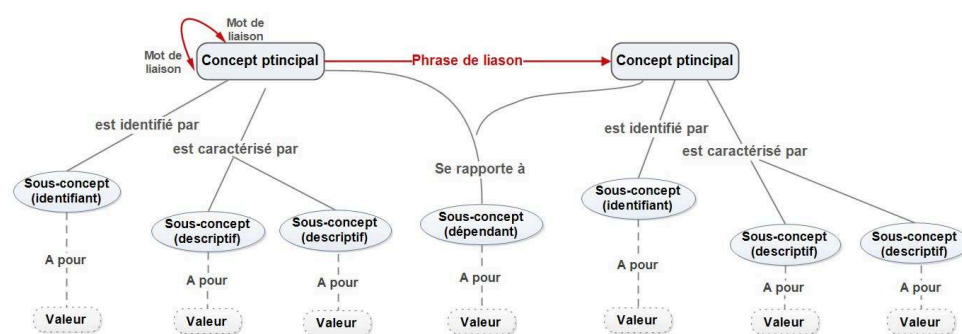 Mot de
liaison
Mot de
liaison
Concept ptincipal
Phrase de liason
Concept ptincipal
est identifié par
est caractérisé par
Se rapporte à
est identifié par
est caractérisé par
Sous-concept
(identifiant)
Sous-concept
(descriptif)
Sous-concept
(descriptif)
Sous-concept
(dépendant)
Sous-concept
(identifiant)
Sous-concept
(descriptif)
Sous-concept
(descriptif)
A pour
A pour
A pour
A pour
A pour
A pour
A pour
Valeur
Valeur
Valeur
Valeur
Valeur
Valeur
Valeur